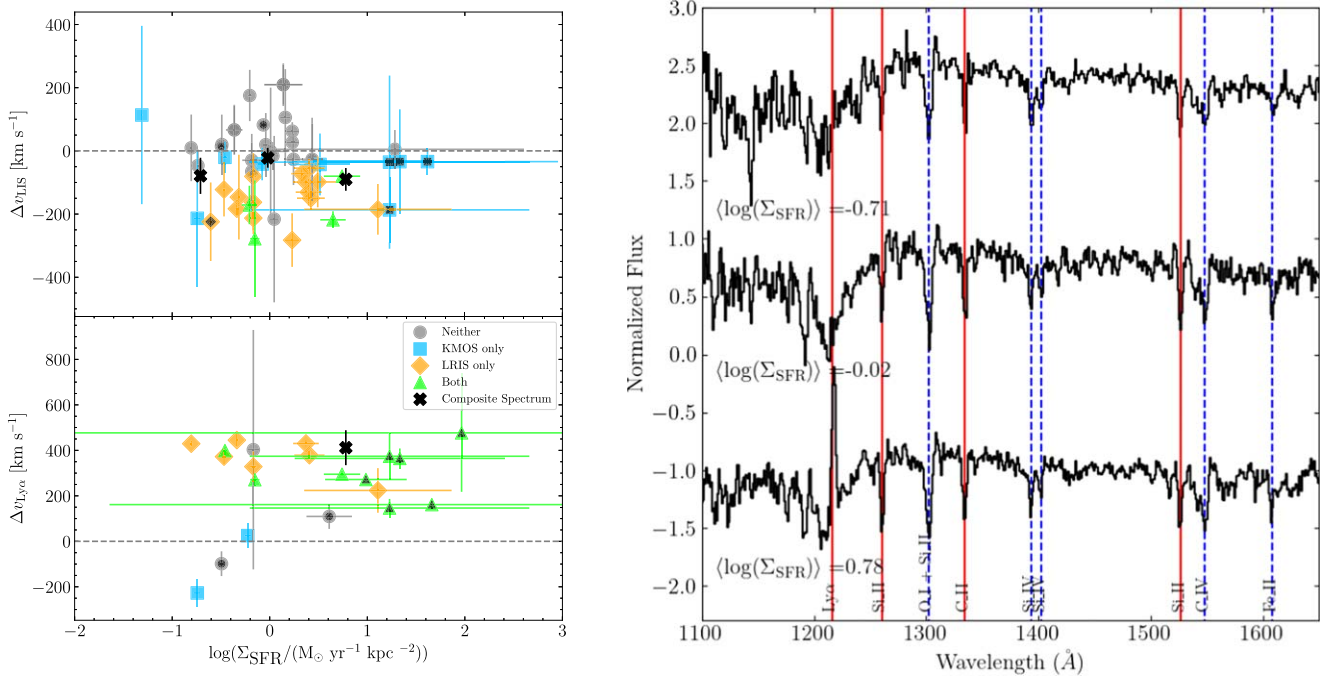 400
200
0
−200
−400
Δv_LIS [km s⁻¹]
800
600
400
200
0
−200
Δv_Lyα [km s⁻¹]
Neither
KMOS only
LRIS only
Both
Composite Spectrum
−2 −1 0 1 2 3
log(Σ_SFR/(M_⊙ yr⁻¹ kpc ⁻²))
3.0
2.5
2.0
1.5
1.0
0.5
0.0
−0.5
−1.0
−1.5
−2.0
Normalized Flux
⟨log(Σ_SFR)⟩ =-0.71
⟨log(Σ_SFR)⟩ =-0.02
⟨log(Σ_SFR)⟩ =0.78
Lyα
Si II
O I + Si II
C II
Si IV
Si IV
Si II
C IV
Fe II
1100 1200 1300 1400 1500 1600
Wavelength (Å)